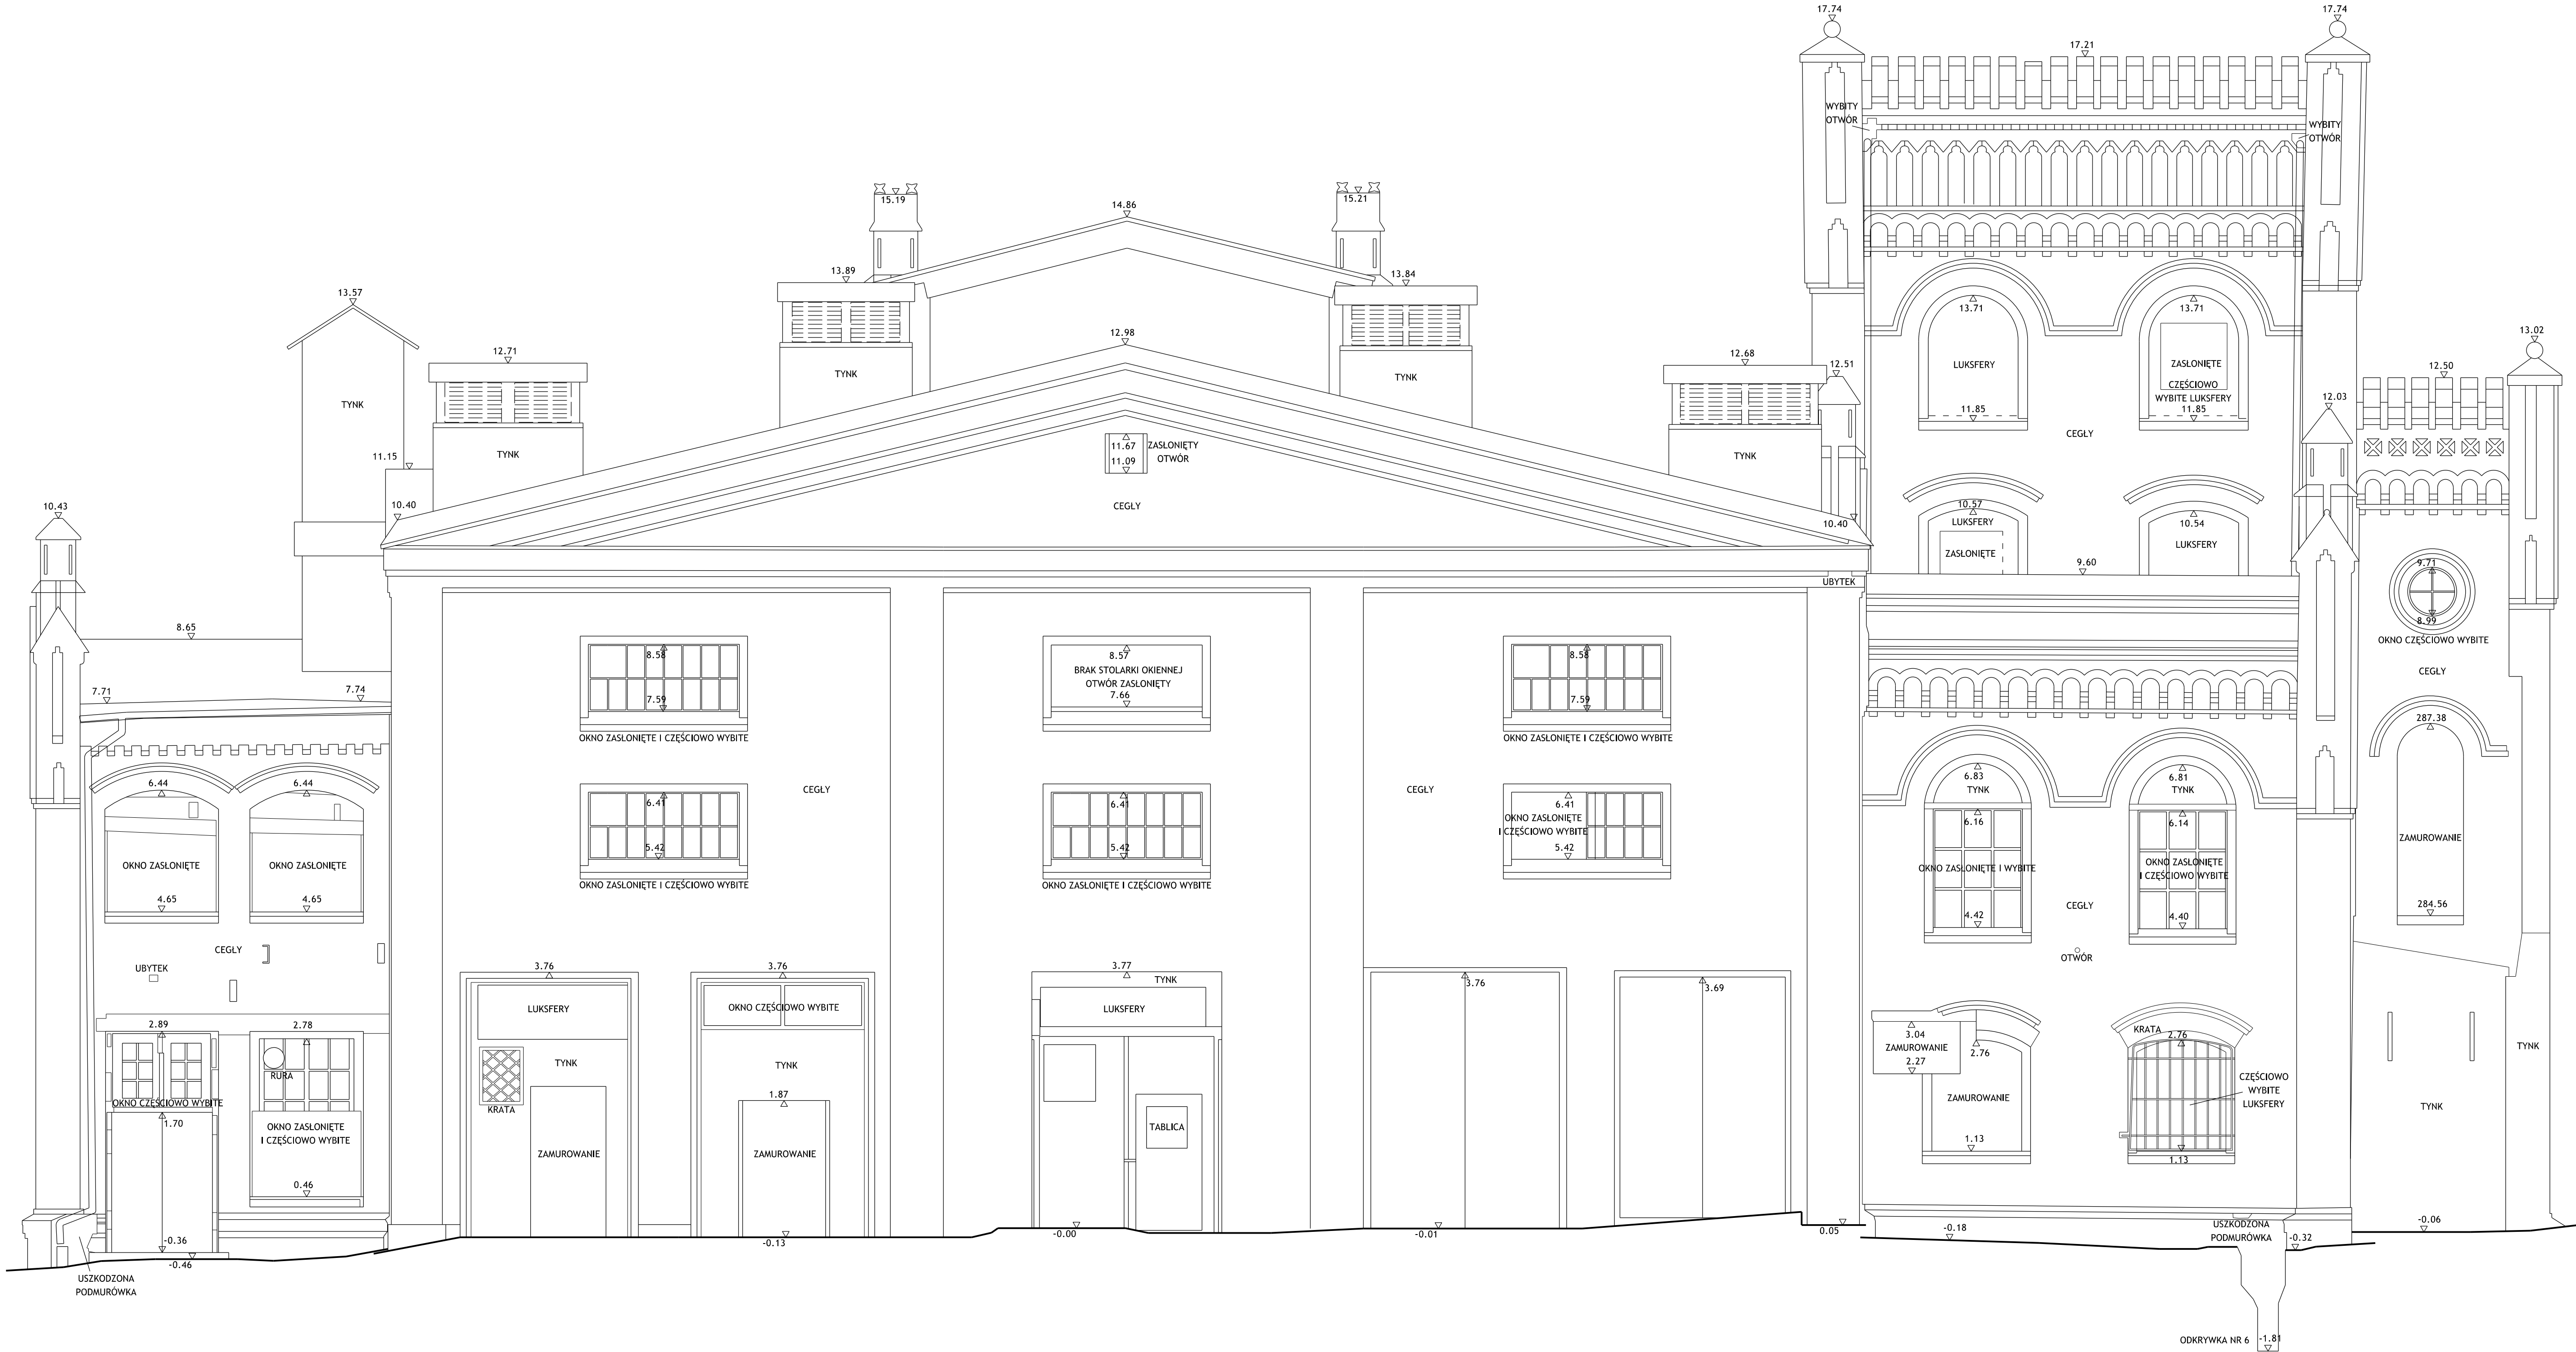 17.74
17.74
17.21
WYBITY
OTWÓR
WYBITY
OTWÓR
15.19
15.21
14.86
13.89
13.84
13.57
13.71
13.71
13.02
12.98
12.71
12.68
12.51
12.50
12.03
TYNK
TYNK
TYNK
LUKSFERY
ZASŁONIĘTE
CZĘŚCIOWO
WYBITE LUKSFERY
11.85
11.85
CEGŁY
11.67
11.09
ZASŁONIĘTY
OTWÓR
11.15
TYNK
TYNK
10.43
10.40
CEGŁY
10.40
10.57
LUKSFERY
ZASŁONIĘTE
10.54
LUKSFERY
9.60
UBYTEK
9.71
8.99
OKNO CZĘŚCIOWO WYBITE
CEGŁY
8.65
7.71
7.74
8.58
7.59
OKNO ZASŁONIĘTE I CZĘŚCIOWO WYBITE
8.57
BRAK STOLARKI OKIENNEJ
OTWÓR ZASŁONIĘTY
7.66
8.58
7.59
OKNO ZASŁONIĘTE I CZĘŚCIOWO WYBITE
287.38
ZAMUROWANIE
284.56
6.44
6.44
OKNO ZASŁONIĘTE
OKNO ZASŁONIĘTE
4.65
4.65
CEGŁY
CEGŁY
6.41
5.42
OKNO ZASŁONIĘTE I CZĘŚCIOWO WYBITE
6.41
5.42
OKNO ZASŁONIĘTE I CZĘŚCIOWO WYBITE
6.41
OKNO ZASŁONIĘTE
I CZĘŚCIOWO WYBITE
5.42
6.83
TYNK
6.16
OKNO ZASŁONIĘTE I WYBITE
4.42
6.81
TYNK
6.14
OKNO ZASŁONIĘTE
I CZĘŚCIOWO WYBITE
4.40
CEGŁY
OTWÓR
CEGŁY
UBYTEK
2.89
OKNO CZĘŚCIOWO WYBITE
1.70
-0.36
-0.46
2.78
RURA
OKNO ZASŁONIĘTE
I CZĘŚCIOWO WYBITE
0.46
USZKODZONA
PODMURÓWKA
3.76
LUKSFERY
TYNK
KRATA
ZAMUROWANIE
3.76
OKNO CZĘŚCIOWO WYBITE
TYNK
1.87
ZAMUROWANIE
-0.13
3.77
TYNK
LUKSFERY
TABLICA
-0.00
3.76
-0.01
3.69
0.05
3.04
ZAMUROWANIE
2.27
2.76
ZAMUROWANIE
1.13
KRATA
2.76
CZĘŚCIOWO
WYBITE
LUKSFERY
1.13
TYNK
TYNK
-0.18
USZKODZONA
PODMURÓWKA
-0.32
-0.06
ODKRYWKA NR 6
-1.81